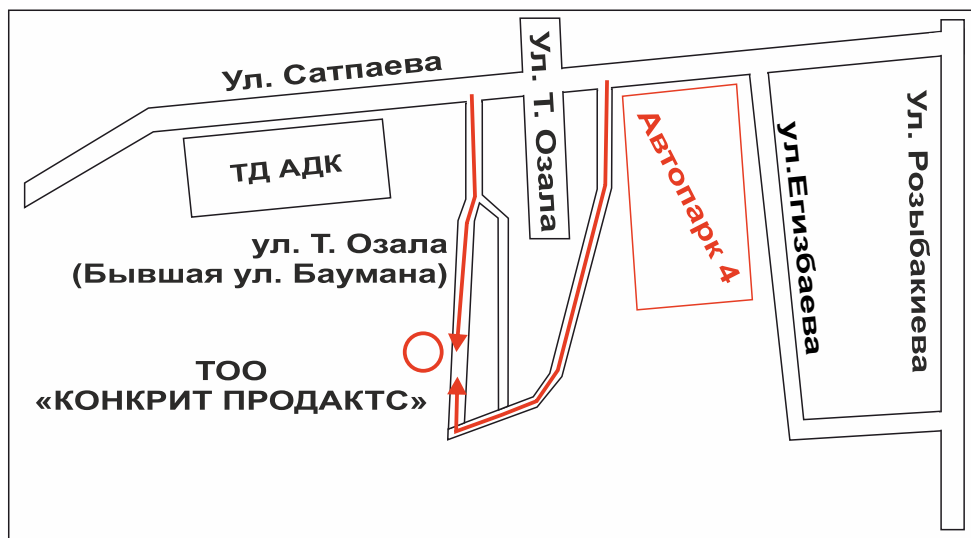 Ул. Сатпаева
Ул. Т. Озала
ТД АДК
Автопарк 4
ул.Егизбаева
Ул. Розыбакиева
ул. Т. Озала
(Бывшая ул. Баумана)
ТОО
«КОНКРИТ ПРОДАКТС»